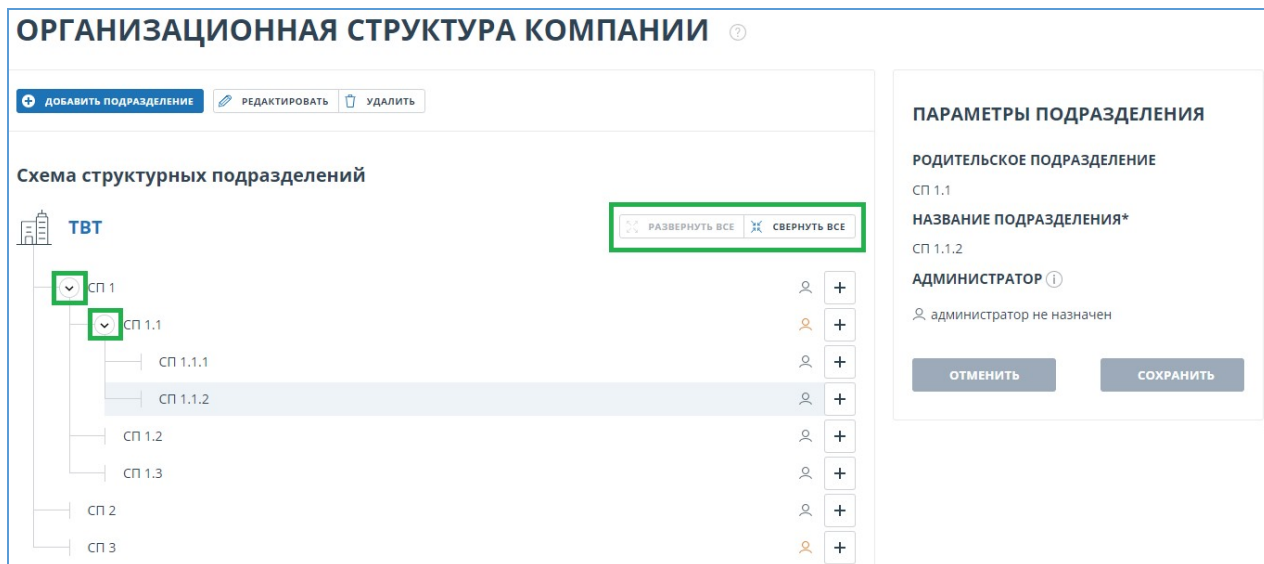 ОРГАНИЗАЦИОННАЯ СТРУКТУРА КОМПАНИИ ?
ДОБАВИТЬ ПОДРАЗДЕЛЕНИЕ РЕДАКТИРОВАТЬ УДАЛИТЬ
Схема структурных подразделений
ТВТ
РАЗВЕРНУТЬ ВСЕ СВЕРНУТЬ ВСЕ
СП 1
СП 1.1
СП 1.1.1
СП 1.1.2
СП 1.2
СП 1.3
СП 2
СП 3
ПАРАМЕТРЫ ПОДРАЗДЕЛЕНИЯ
РОДИТЕЛЬСКОЕ ПОДРАЗДЕЛЕНИЕ
СП 1.1
НАЗВАНИЕ ПОДРАЗДЕЛЕНИЯ*
СП 1.1.2
АДМИНИСТРАТОР i
администратор не назначен
ОТМЕНИТЬ СОХРАНИТЬ